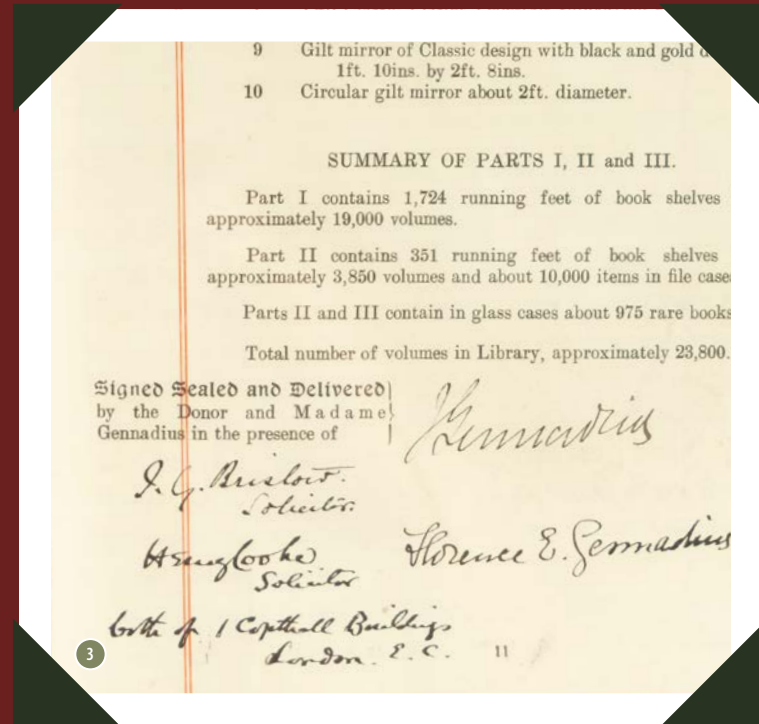 9 Gilt mirror of Classic design with black and gold
1ft. 10ins. by 2ft. 8ins.
10 Circular gilt mirror about 2ft. diameter.
SUMMARY OF PARTS I, II and III.
Part I contains 1,724 running feet of book shelves
approximately 19,000 volumes.
Part II contains 351 running feet of book shelves
approximately 3,850 volumes and about 10,000 items in file case
Parts II and III contain in glass cases about 975 rare books
Total number of volumes in Library, approximately 23,800.
Signed Sealed and Delivered
by the Donor and Madame
Gennadius in the presence of
J Gennadius
J. G. Bristow.
Solicitor.
Henry Cooke
Solicitor
Florence E. Gennadius
both of 1 Copthall Buildings
London. E. C.
11
3